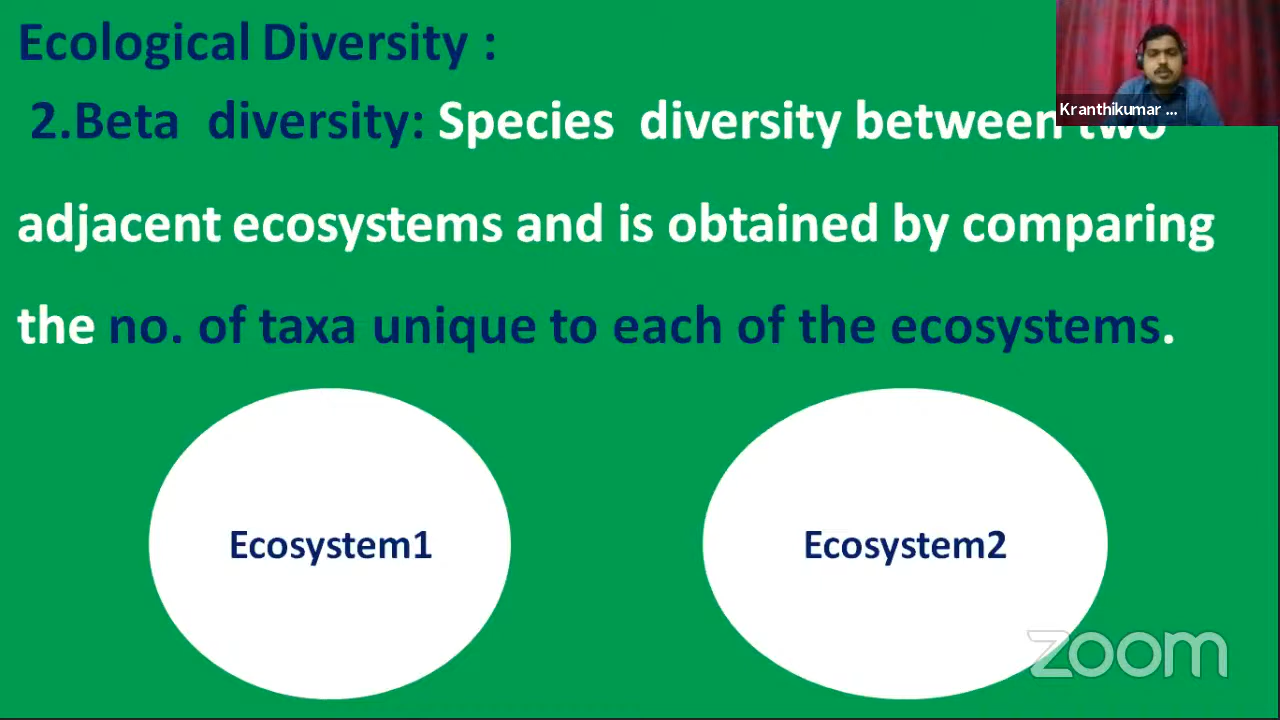 Ecological Diversity :
2.Beta diversity: Species diversity between two
adjacent ecosystems and is obtained by comparing
the no. of taxa unique to each of the ecosystems.
Ecosystem1
Ecosystem2
Kranthikumar ...
zoom